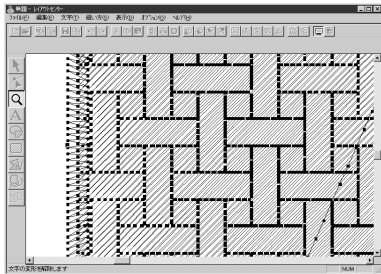 無題 - レイアウトセンター
ファイル(F) 編集(E) 文字(T) 縫い方(S) 表示(D) オプション(O) ヘルプ(H)
A
文字の変形を解除します NUM